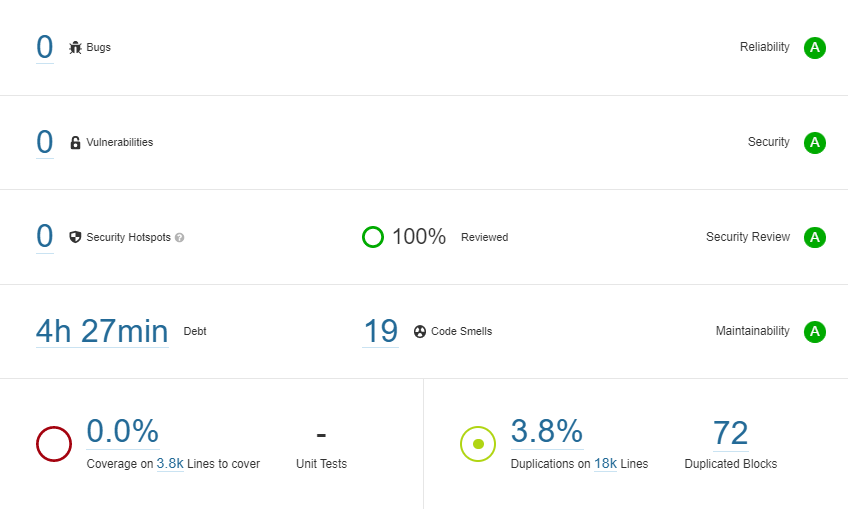 0 Bugs Reliability A
0 Vulnerabilities Security A
0 Security Hotspots ? 100% Reviewed Security Review A
4h 27min Debt 19 Code Smells Maintainability A
0.0% - 3.8% 72
Coverage on 3.8k Lines to cover Unit Tests Duplications on 18k Lines Duplicated Blocks